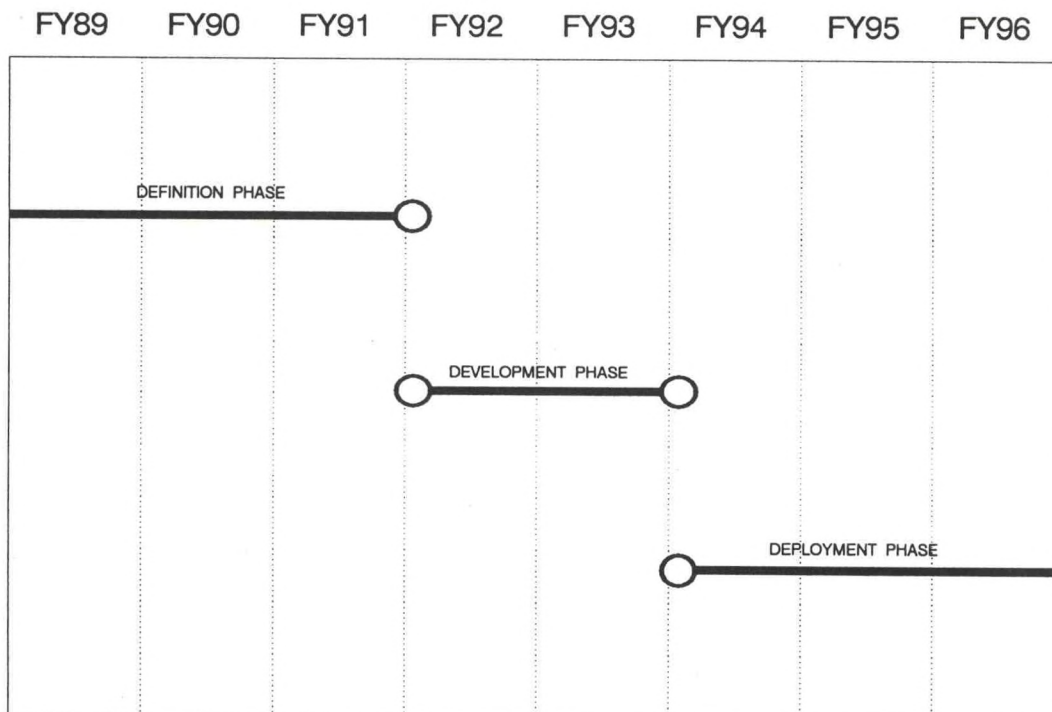 FY89 FY90 FY91 FY92 FY93 FY94 FY95 FY96
DEFINITION PHASE
DEVELOPMENT PHASE
DEPLOYMENT PHASE